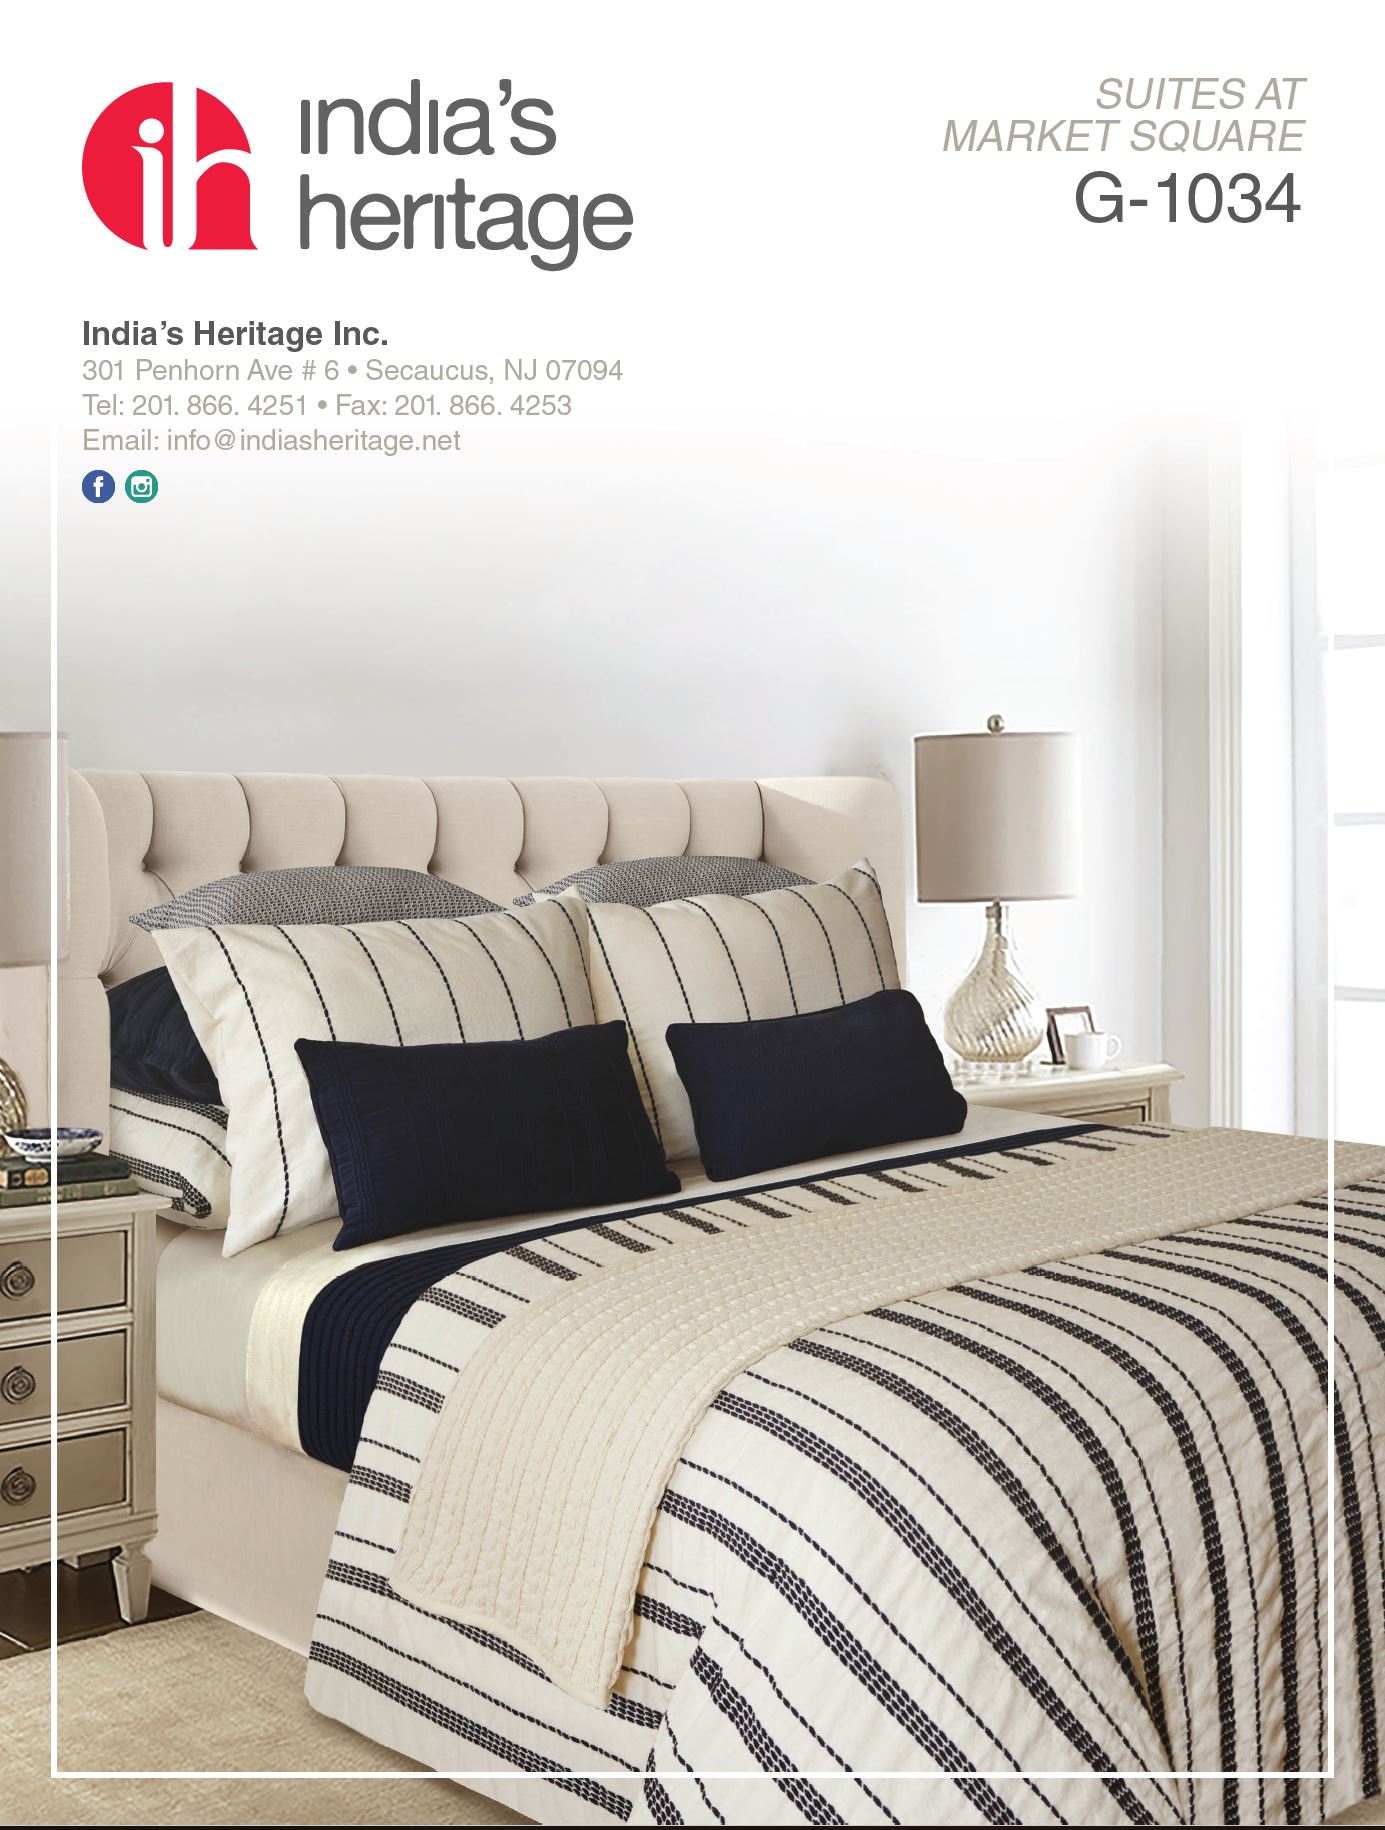 ih
india's
heritage
SUITES AT
MARKET SQUARE
G-1034
India’s Heritage Inc.
301 Penhorn Ave # 6 • Secaucus, NJ 07094
Tel: 201. 866. 4251 • Fax: 201. 866. 4253
Email: info@indiasheritage.net
f